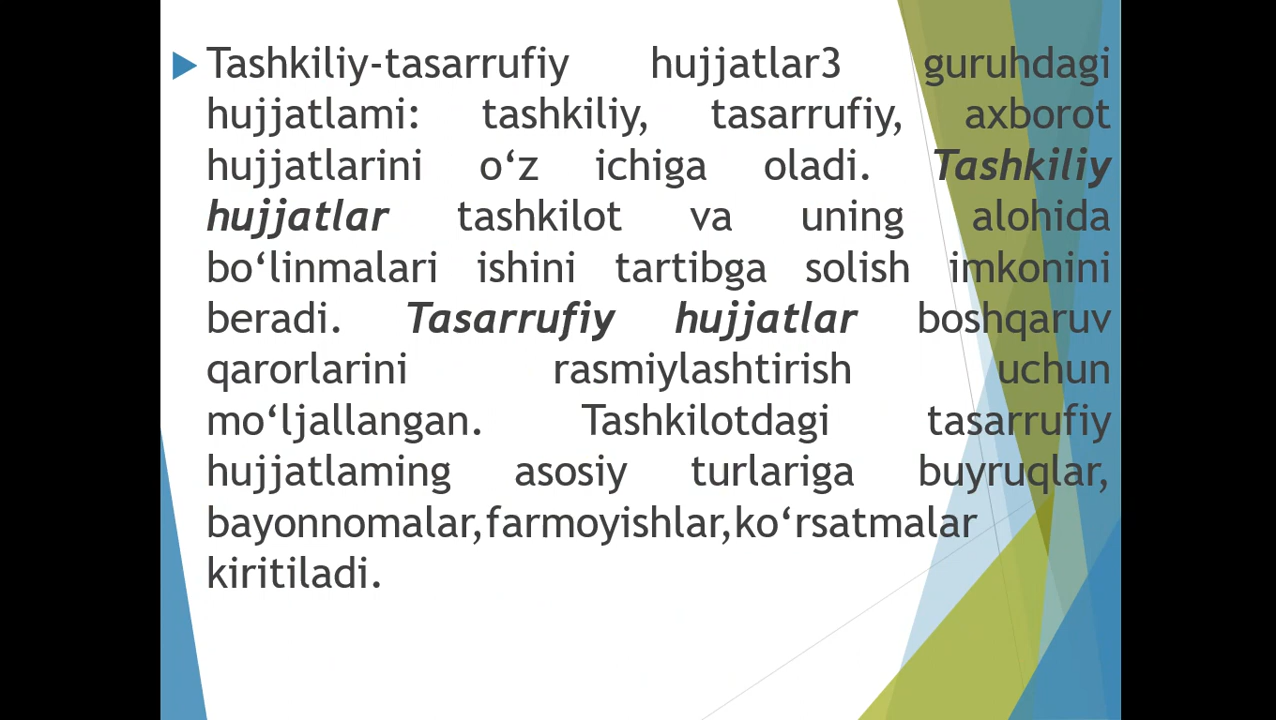 Tashkiliy-tasarrufiy hujjatlar3 guruhdagi
hujjatlami: tashkiliy, tasarrufiy, axborot
hujjatlarini o‘z ichiga oladi. Tashkiliy
hujjatlar tashkilot va uning alohida
bo‘linmalari ishini tartibga solish imkonini
beradi. Tasarrufiy hujjatlar boshqaruv
qarorlarini rasmiylashtirish uchun
mo‘ljallangan. Tashkilotdagi tasarrufiy
hujjatlaming asosiy turlariga buyruqlar,
bayonnomalar,farmoyishlar,ko‘rsatmalar
kiritiladi.